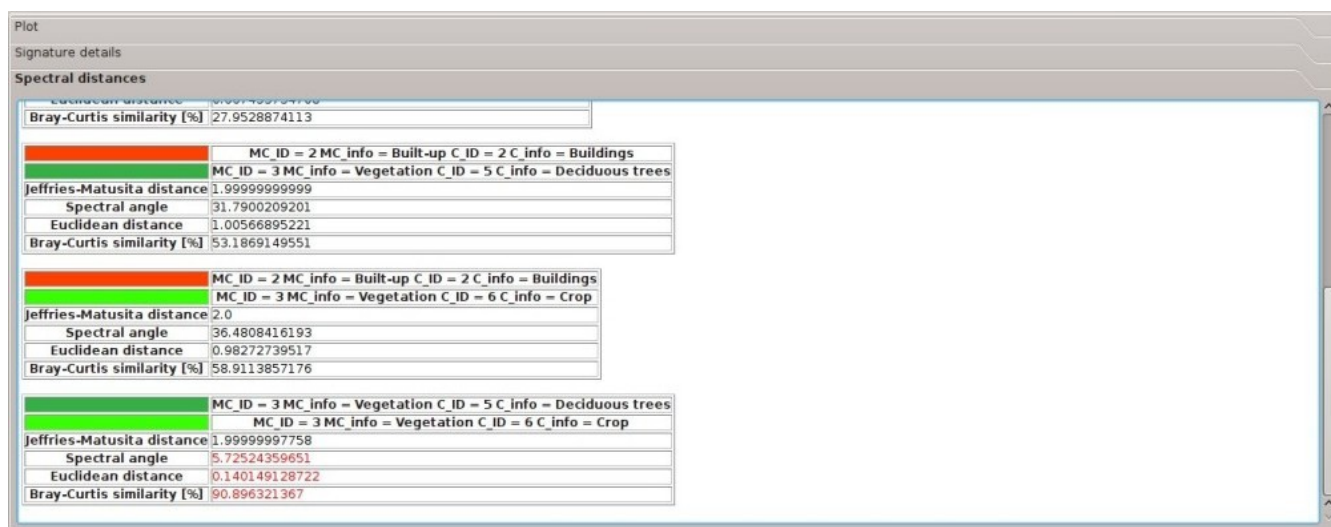 Plot
Signature details
Spectral distances
Bray-Curtis similarity [%] 27.9528874113
MC_ID = 2 MC_info = Built-up C_ID = 2 C_info = Buildings
MC_ID = 3 MC_info = Vegetation C_ID = 5 C_info = Deciduous trees
Jeffries-Matusita distance 1.99999999999
Spectral angle 31.7900209201
Euclidean distance 1.00566895221
Bray-Curtis similarity [%] 53.1869149551
MC_ID = 2 MC_info = Built-up C_ID = 2 C_info = Buildings
MC_ID = 3 MC_info = Vegetation C_ID = 6 C_info = Crop
Jeffries-Matusita distance 2.0
Spectral angle 36.4808416193
Euclidean distance 0.98272739517
Bray-Curtis similarity [%] 58.9113857176
MC_ID = 3 MC_info = Vegetation C_ID = 5 C_info = Deciduous trees
MC_ID = 3 MC_info = Vegetation C_ID = 6 C_info = Crop
Jeffries-Matusita distance 1.99999997758
Spectral angle 5.72524359651
Euclidean distance 0.140149128722
Bray-Curtis similarity [%] 90.896321367